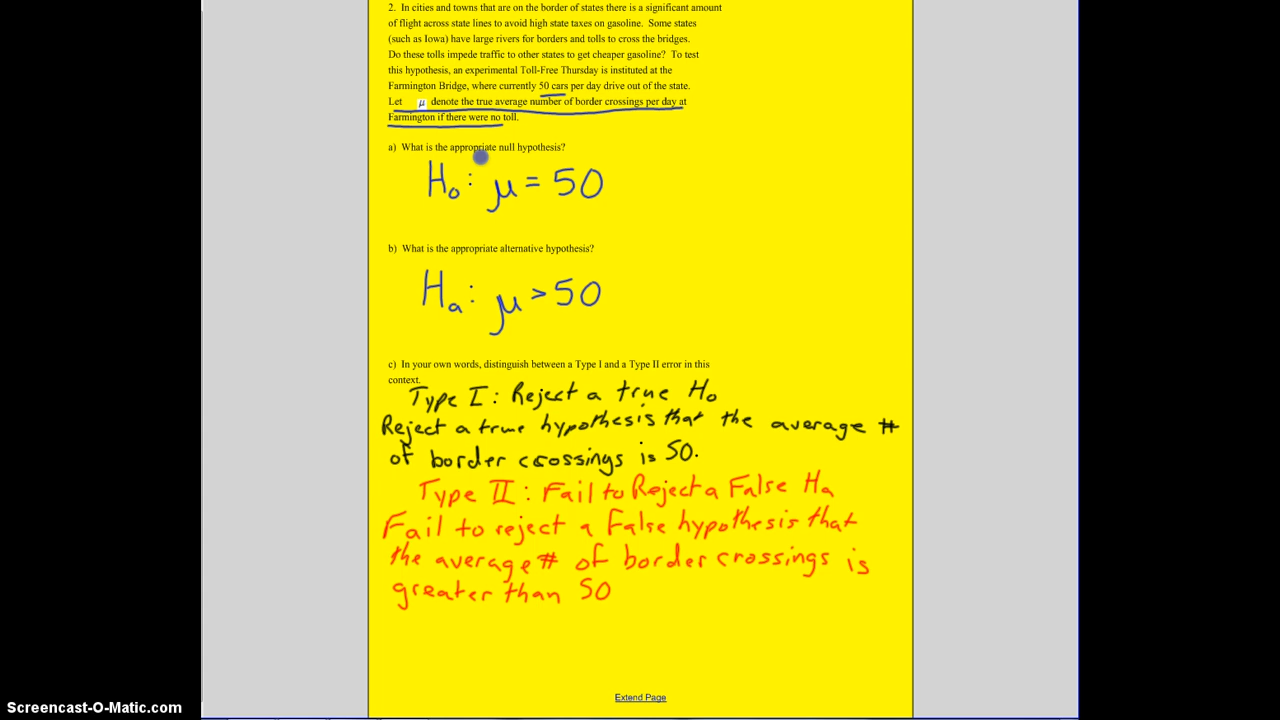 2. In cities and towns that are on the border of states there is a significant amount
of flight across state lines to avoid high state taxes on gasoline. Some states
(such as Iowa) have large rivers for borders and tolls to cross the bridges.
Do these tolls impede traffic to other states to get cheaper gasoline? To test
this hypothesis, an experimental Toll-Free Thursday is instituted at the
Farmington Bridge, where currently 50 cars per day drive out of the state.
Let μ denote the true average number of border crossings per day at
Farmington if there were no toll.
a) What is the appropriate null hypothesis?
H₀: μ = 50
b) What is the appropriate alternative hypothesis?
Hₐ: μ > 50
c) In your own words, distinguish between a Type I and a Type II error in this
context.
Type I: Reject a true H₀
Reject a true hypothesis that the average #
of border crossings is 50.
Type II: Fail to Reject a False Hₐ
Fail to reject a False hypothesis that
the average # of border crossings is
greater than 50
Extend Page
Screencast-O-Matic.com